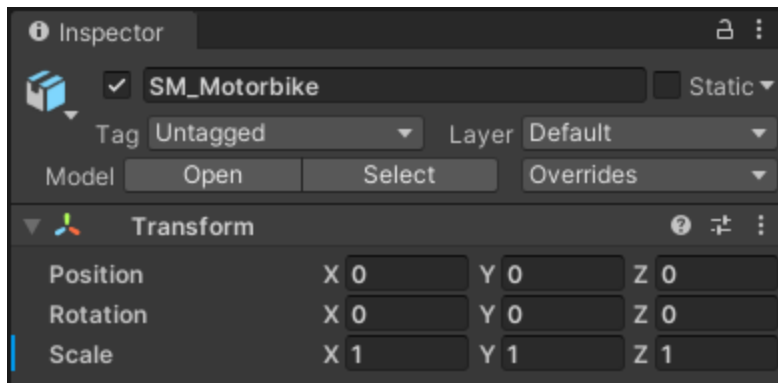 Inspector
SM_Motorbike Static
Tag Untagged Layer Default
Model Open Select Overrides
Transform
Position X 0 Y 0 Z 0
Rotation X 0 Y 0 Z 0
Scale X 1 Y 1 Z 1